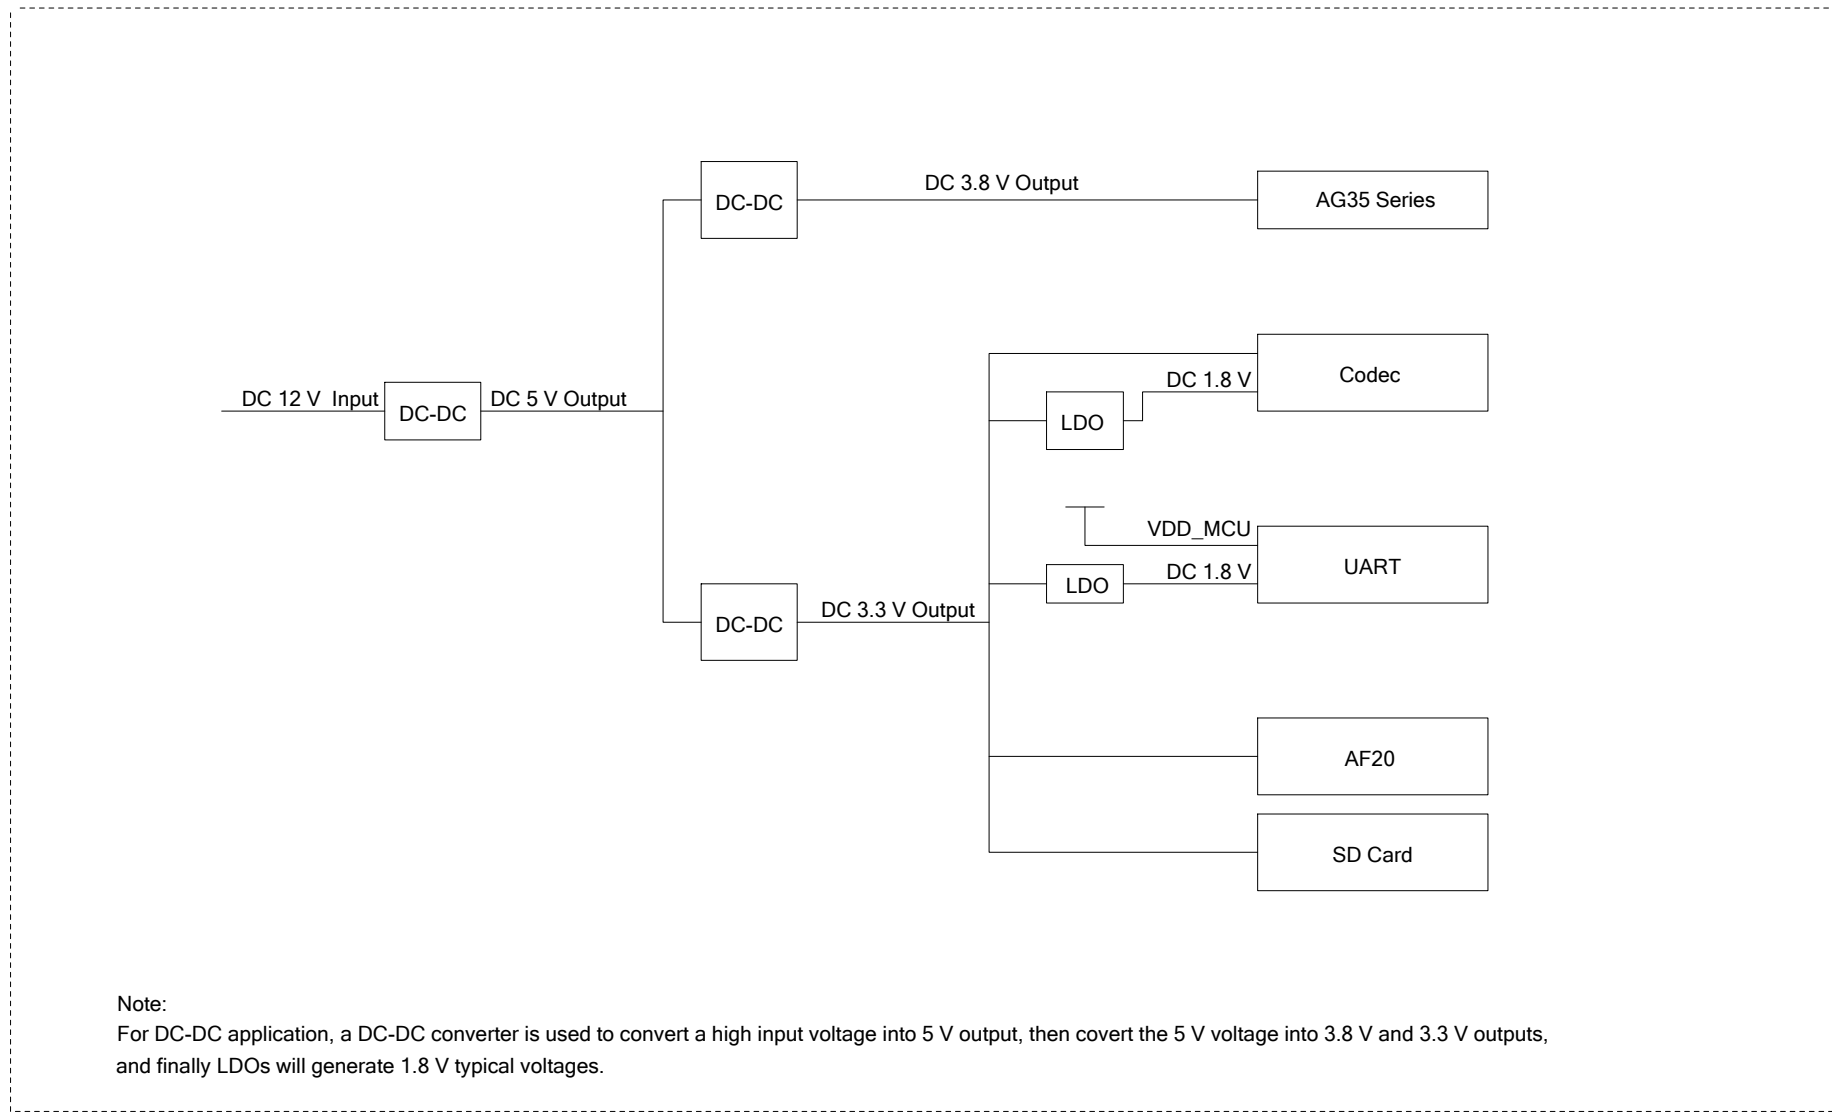 DC-DC
DC 3.8 V Output
AG35 Series
DC 12 V Input
DC-DC
DC 5 V Output
Codec
DC 1.8 V
LDO
VDD_MCU
UART
DC 1.8 V
LDO
DC-DC
DC 3.3 V Output
AF20
SD Card
Note:
For DC-DC application, a DC-DC converter is used to convert a high input voltage into 5 V output, then covert the 5 V voltage into 3.8 V and 3.3 V outputs,
and finally LDOs will generate 1.8 V typical voltages.